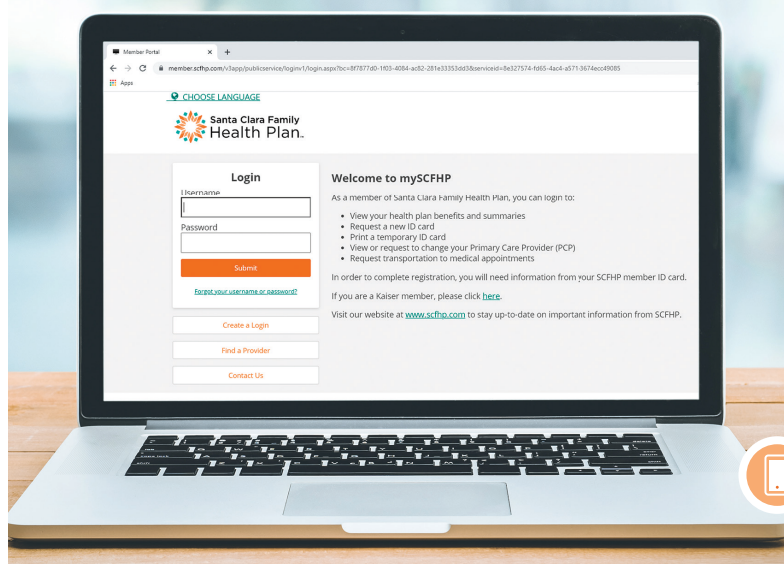 Member Portal
member.scfhp.com/v3app/publicservice/loginv1/login.aspx?bc=8f7877d0-1f03-4084-ac82-281e33353dd3&serviceid=8e327574-fd65-4ac4-a571-3674ecc49085
Apps
CHOOSE LANGUAGE
Santa Clara Family
Health Plan™
Login
Username
Password
Submit
Forgot your username or password?
Create a Login
Find a Provider
Contact Us
Welcome to mySCFHP
As a member of Santa Clara Family Health Plan, you can login to:
• View your health plan benefits and summaries
• Request a new ID card
• Print a temporary ID card
• View or request to change your Primary Care Provider (PCP)
• Request transportation to medical appointments
In order to complete registration, you will need information from your SCFHP member ID card.
If you are a Kaiser member, please click here.
Visit our website at www.scfhp.com to stay up-to-date on important information from SCFHP.